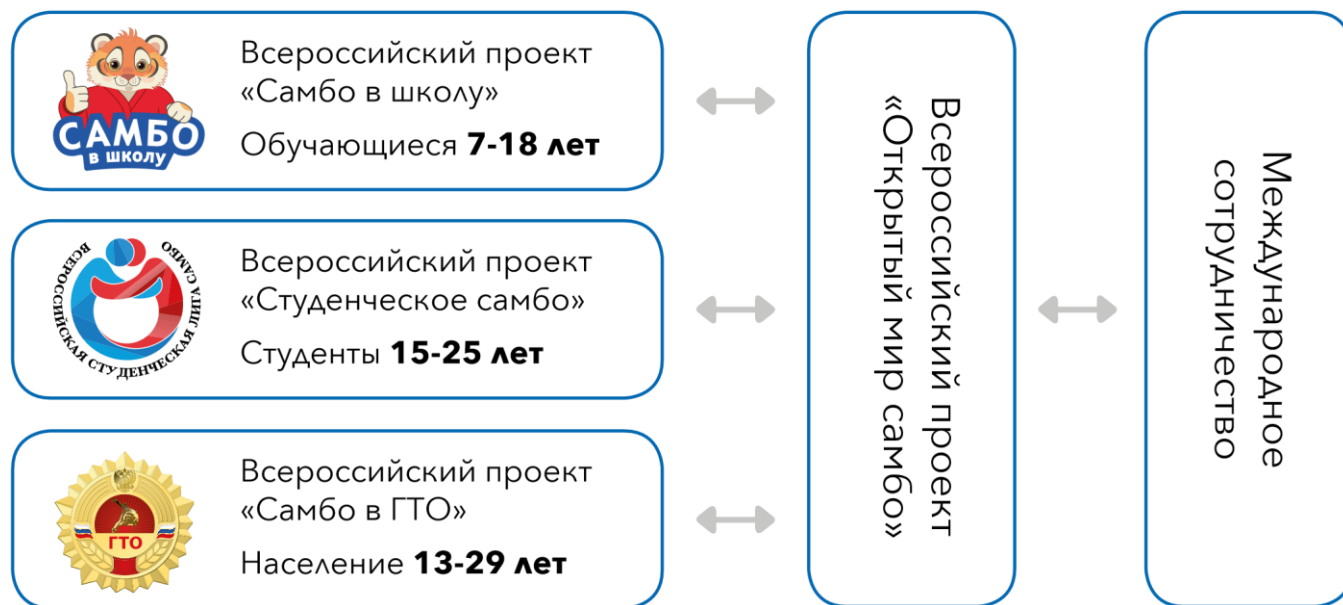 САМБО
В ШКОЛУ
Всероссийский проект
«Самбо в школу»
Обучающиеся 7-18 лет
ВСЕРОССИЙСКАЯ СТУДЕНЧЕСКАЯ ЛИГА САМБО
Всероссийский проект
«Студенческое самбо»
Студенты 15-25 лет
ГТО
Всероссийский проект
«Самбо в ГТО»
Население 13-29 лет
Всероссийский проект
«Открытый мир самбо»
Международное
сотрудничество